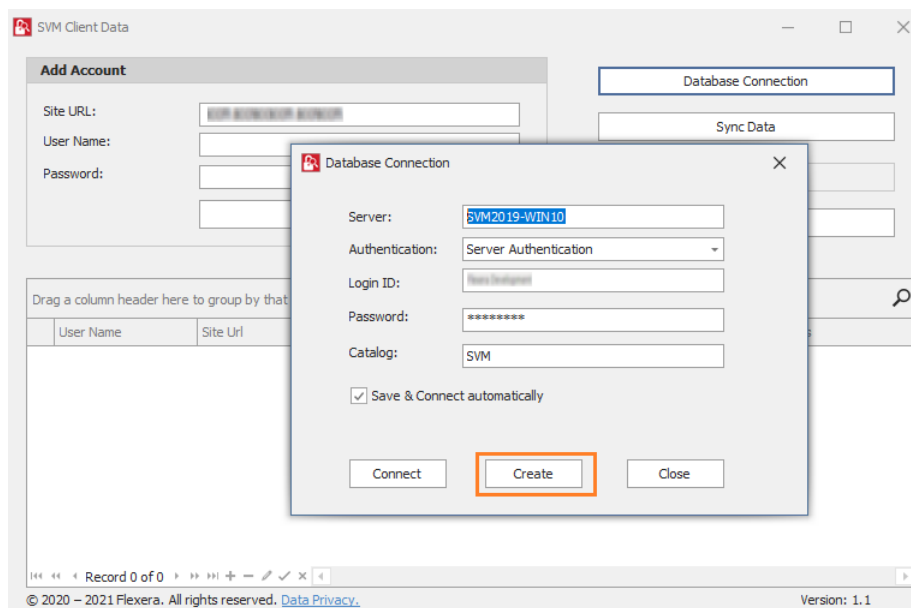 SVM Client Data
Add Account
Database Connection
Site URL:
Sync Data
User Name:
Password:
Database Connection
Server: SVM2019-WIN10
Authentication: Server Authentication
Login ID:
Password: ********
Catalog: SVM
Save & Connect automatically
Connect Create Close
Drag a column header here to group by that
User Name Site Url
Record 0 of 0
© 2020 – 2021 Flexera. All rights reserved. Data Privacy. Version: 1.1